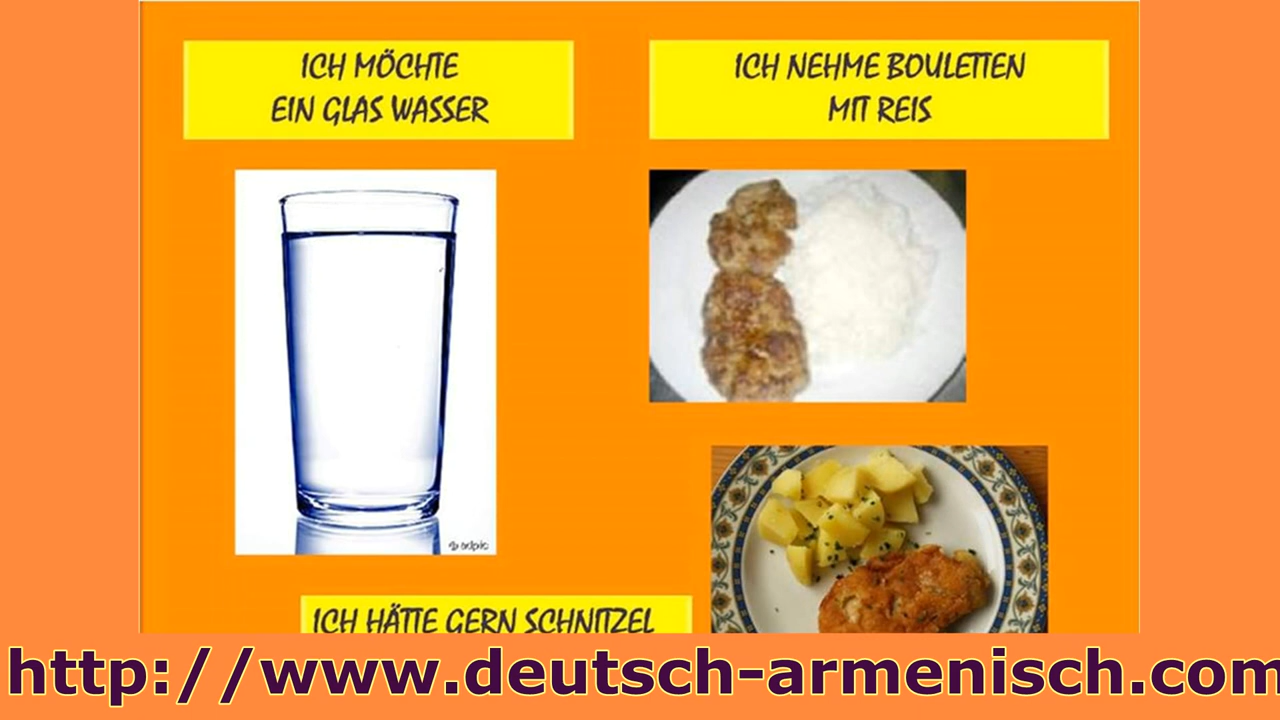 ICH MÖCHTE
EIN GLAS WASSER
ICH NEHME BOULETTEN
MIT REIS
ICH HÄTTE GERN SCHNITZEL
http://www.deutsch-armenisch.com